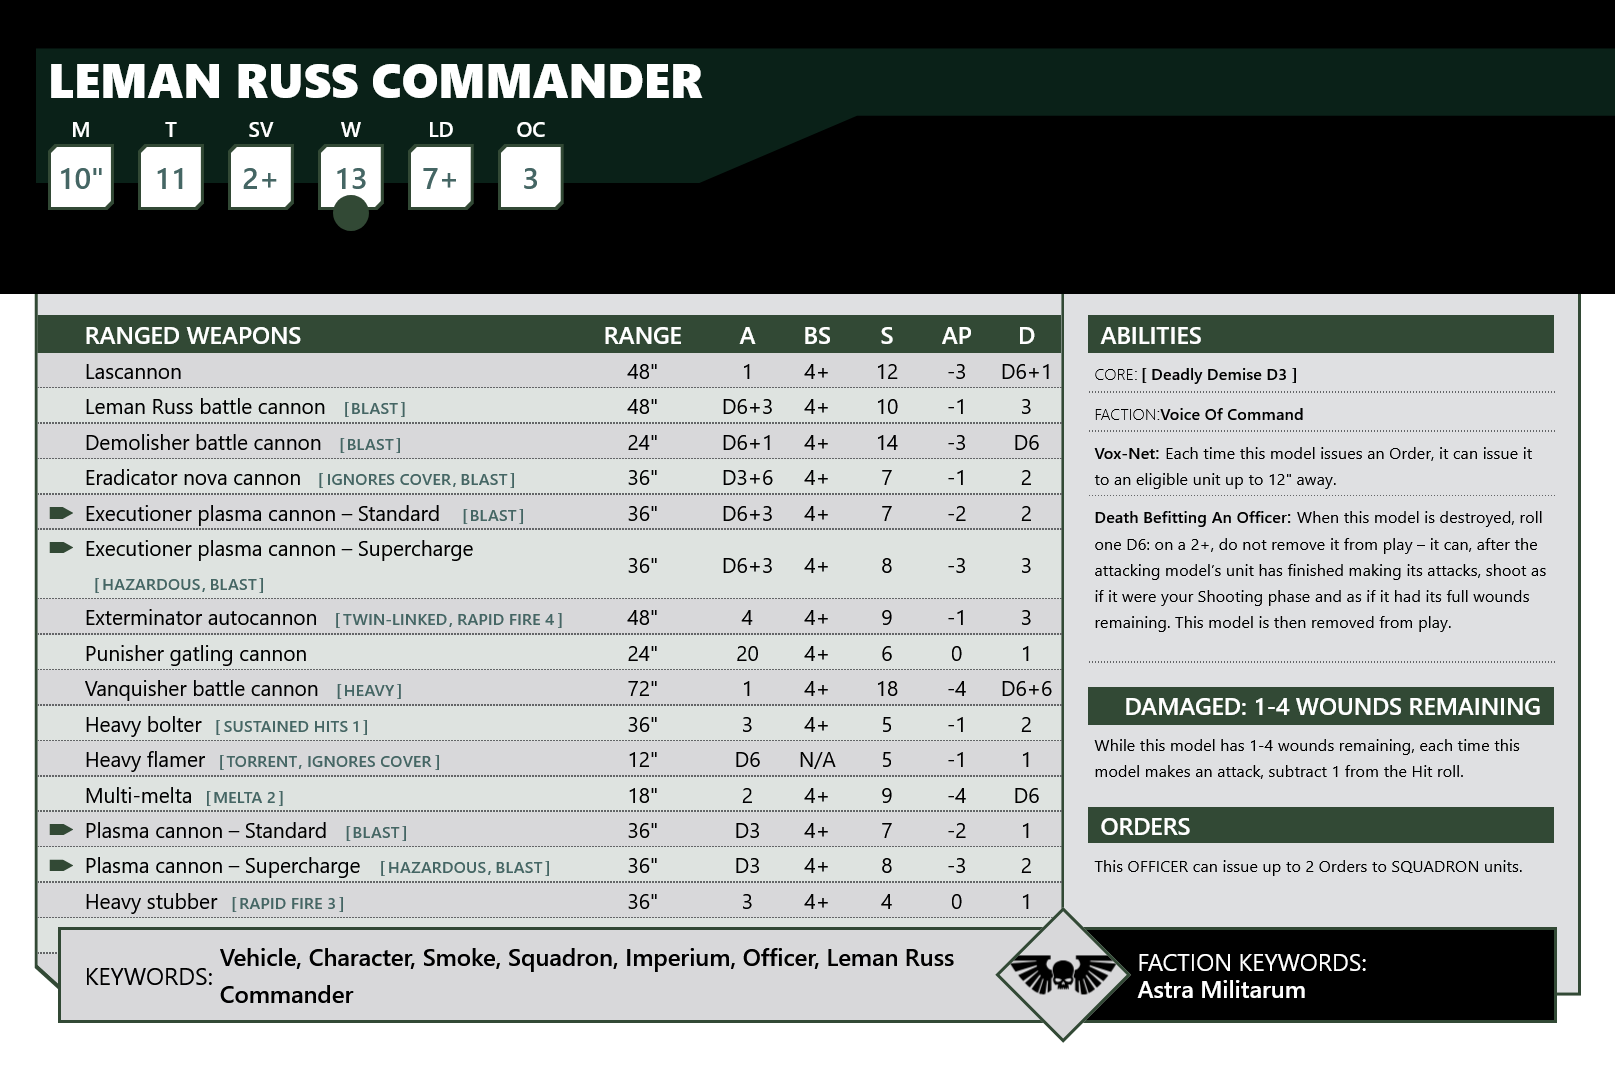 LEMAN RUSS COMMANDER
M T SV W LD OC
10" 11 2+ 13 7+ 3
RANGED WEAPONS RANGE A BS S AP D
Lascannon 48" 1 4+ 12 -3 D6+1
Leman Russ battle cannon [BLAST] 48" D6+3 4+ 10 -1 3
Demolisher battle cannon [BLAST] 24" D6+1 4+ 14 -3 D6
Eradicator nova cannon [IGNORES COVER, BLAST] 36" D3+6 4+ 7 -1 2
Executioner plasma cannon – Standard [BLAST] 36" D6+3 4+ 7 -2 2
Executioner plasma cannon – Supercharge
[HAZARDOUS, BLAST] 36" D6+3 4+ 8 -3 3
Exterminator autocannon [TWIN-LINKED, RAPID FIRE 4] 48" 4 4+ 9 -1 3
Punisher gatling cannon 24" 20 4+ 6 0 1
Vanquisher battle cannon [HEAVY] 72" 1 4+ 18 -4 D6+6
Heavy bolter [SUSTAINED HITS 1] 36" 3 4+ 5 -1 2
Heavy flamer [TORRENT, IGNORES COVER] 12" D6 N/A 5 -1 1
Multi-melta [MELTA 2] 18" 2 4+ 9 -4 D6
Plasma cannon – Standard [BLAST] 36" D3 4+ 7 -2 1
Plasma cannon – Supercharge [HAZARDOUS, BLAST] 36" D3 4+ 8 -3 2
Heavy stubber [RAPID FIRE 3] 36" 3 4+ 4 0 1
ABILITIES
CORE: [ Deadly Demise D3 ]
FACTION:Voice Of Command
Vox-Net: Each time this model issues an Order, it can issue it
to an eligible unit up to 12" away.
Death Befitting An Officer: When this model is destroyed, roll
one D6: on a 2+, do not remove it from play – it can, after the
attacking model’s unit has finished making its attacks, shoot as
if it were your Shooting phase and as if it had its full wounds
remaining. This model is then removed from play.
DAMAGED: 1-4 WOUNDS REMAINING
While this model has 1-4 wounds remaining, each time this
model makes an attack, subtract 1 from the Hit roll.
ORDERS
This OFFICER can issue up to 2 Orders to SQUADRON units.
KEYWORDS: Vehicle, Character, Smoke, Squadron, Imperium, Officer, Leman Russ
Commander
FACTION KEYWORDS:
Astra Militarum